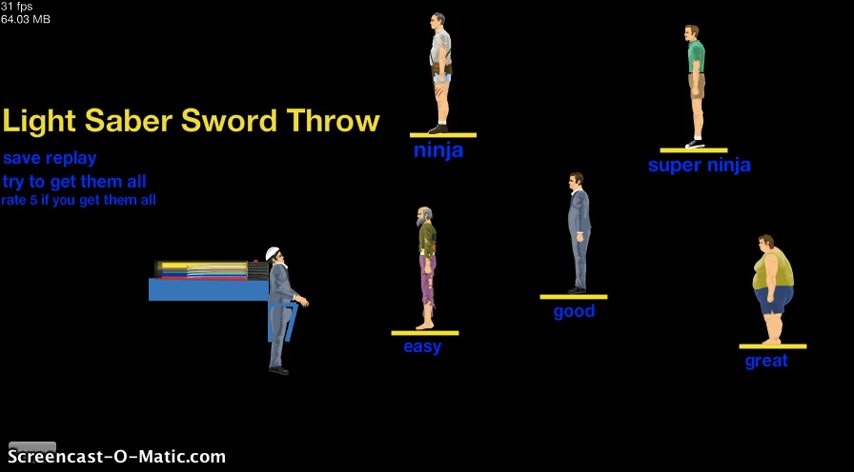 31 fps
64.03 MB
Light Saber Sword Throw
save replay
try to get them all
rate 5 if you get them all
ninja
super ninja
good
easy
great
Screencast-O-Matic.com